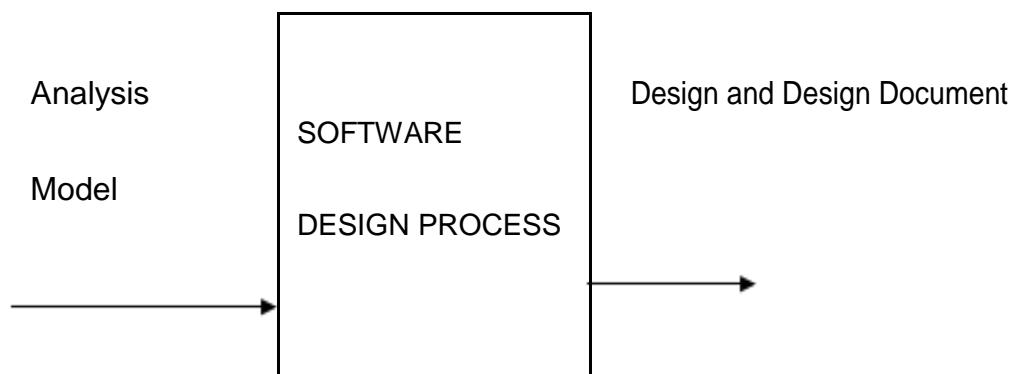 Analysis
Model
SOFTWARE
DESIGN PROCESS
Design and Design Document